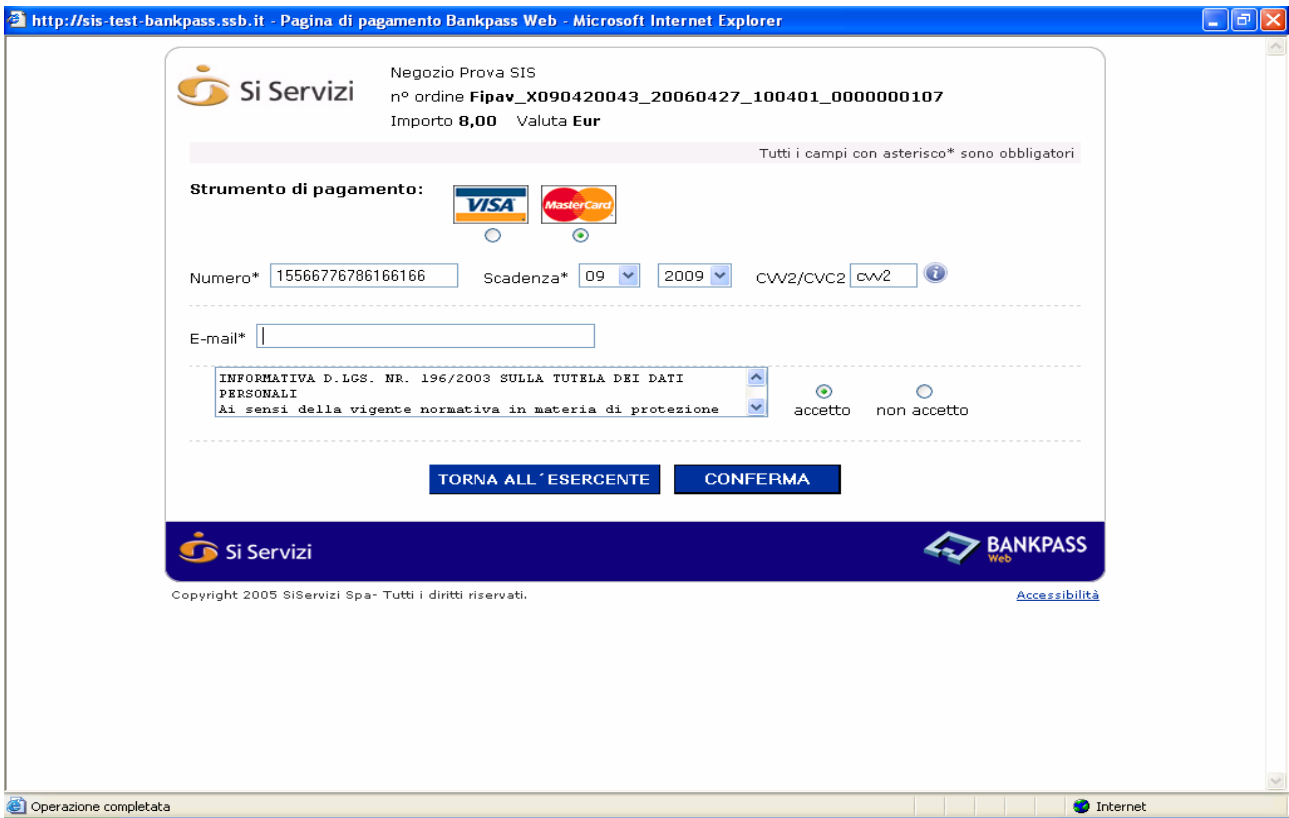 http://sis-test-bankpass.ssb.it - Pagina di pagamento Bankpass Web - Microsoft Internet Explorer
Si Servizi
Negozio Prova SIS
n° ordine Fipav_X090420043_20060427_100401_0000000107
Importo 8,00 Valuta Eur
Tutti i campi con asterisco* sono obbligatori
Strumento di pagamento:
VISA MasterCard
Numero* 15566776786166166 Scadenza* 09 2009 CVV2/CVC2 cvv2
E-mail*
INFORMATIVA D.LGS. NR. 196/2003 SULLA TUTELA DEI DATI
PERSONALI
Ai sensi della vigente normativa in materia di protezione
accetto non accetto
TORNA ALL´ESERCENTE CONFERMA
Si Servizi
BANKPASS
Web
Copyright 2005 SiServizi Spa- Tutti i diritti riservati.
Accessibilità
Operazione completata
Internet